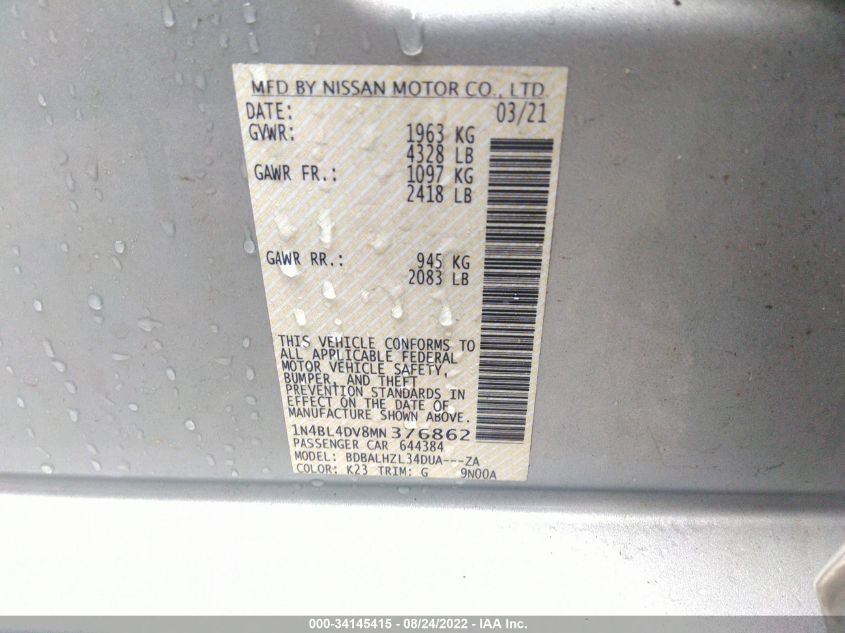 MFD BY NISSAN MOTOR CO., LTD.
DATE: 03/21
GVWR: 1963 KG
4328 LB
GAWR FR.: 1097 KG
2418 LB
GAWR RR.: 945 KG
2083 LB
THIS VEHICLE CONFORMS TO
ALL APPLICABLE FEDERAL
MOTOR VEHICLE SAFETY,
BUMPER, AND THEFT
PREVENTION STANDARDS IN
EFFECT ON THE DATE OF
MANUFACTURE SHOWN ABOVE.
1N4BL4DV8MN376862
PASSENGER CAR 644384
MODEL: BDBALHZL34DUA---ZA
COLOR: K23 TRIM: G 9N00A
000-34145415 - 08/24/2022 - IAA Inc.